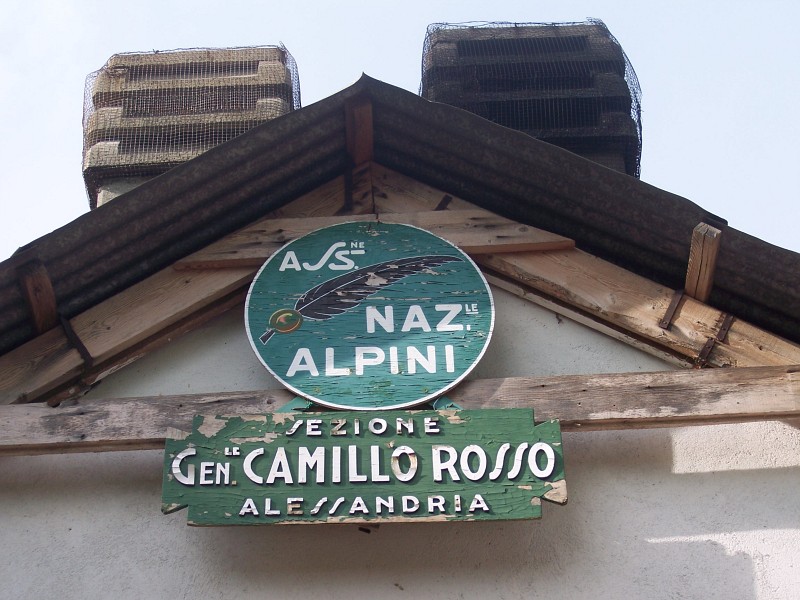 ASS.NE
NAZ.LE
ALPINI
SEZIONE
GEN.LE CAMILLO ROSSO
ALESSANDRIA